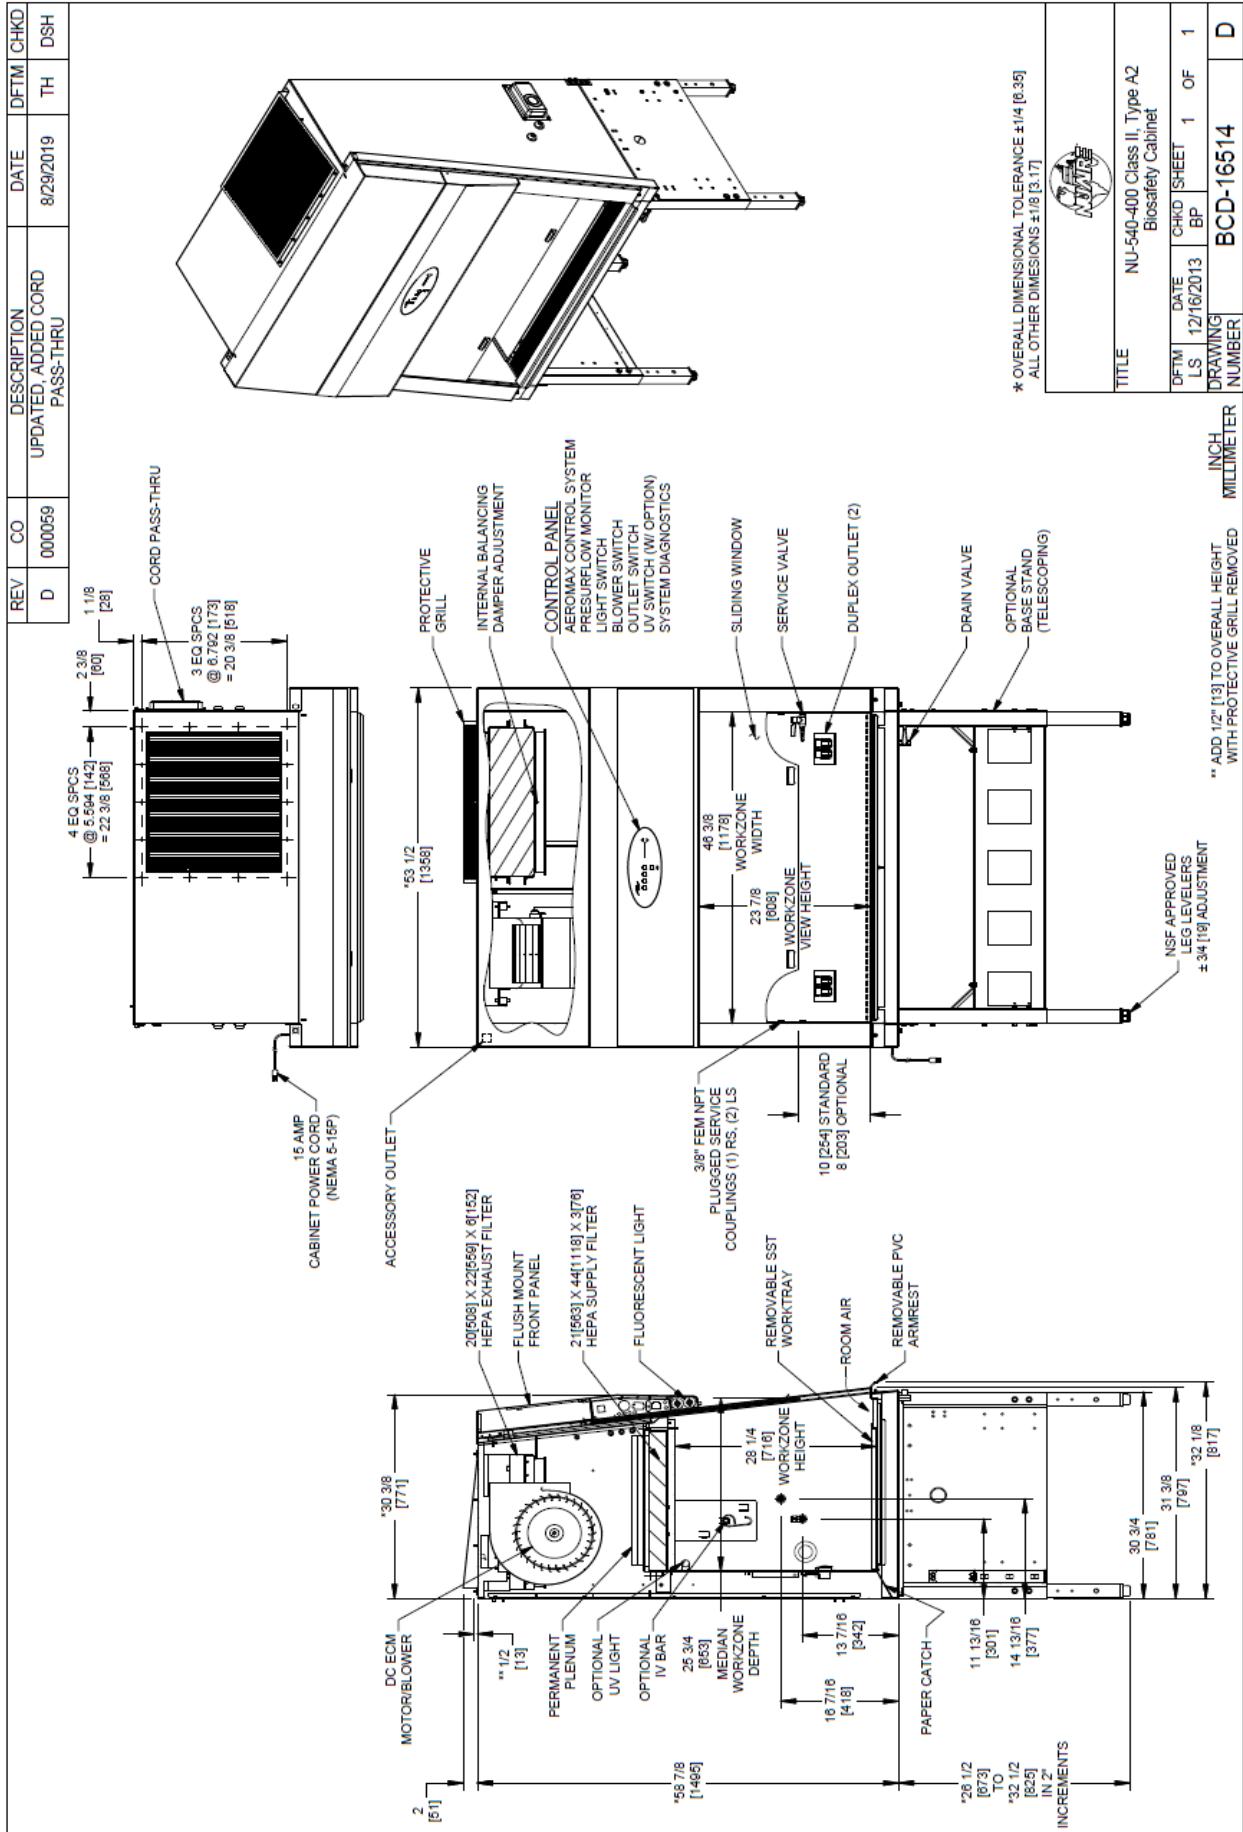 REV CO DESCRIPTION DATE DFTM CHKD
D 000059 UPDATED, ADDED CORD 8/29/2019 TH DSH
PASS-THRU
4 EQ SPCS
@ 5.594 [142]
= 22 3/8 [568]
2 3/8
[60]
1 1/8
[28]
3 EQ SPCS
@ 6.792 [173]
= 20 3/8 [518]
CORD PASS-THRU
15 AMP
CABINET POWER CORD
(NEMA 5-15P)
ACCESSORY OUTLET
*53 1/2
[1358]
PROTECTIVE
GRILL
INTERNAL BALANCING
DAMPER ADJUSTMENT
CONTROL PANEL
AEROMAX CONTROL SYSTEM
PRESURFLOW MONITOR
LIGHT SWITCH
BLOWER SWITCH
OUTLET SWITCH
UV SWITCH (W/ OPTION)
SYSTEM DIAGNOSTICS
SLIDING WINDOW
SERVICE VALVE
DUPLEX OUTLET (2)
DRAIN VALVE
OPTIONAL
BASE STAND
(TELESCOPING)
46 3/8
[1178]
WORKZONE
WIDTH
23 7/8
[608]
WORKZONE
VIEW HEIGHT
3/8" FEM NPT
PLUGGED SERVICE
COUPLINGS (1) RS, (2) LS
10 [254] STANDARD
8 [203] OPTIONAL
NSF APPROVED
LEG LEVELERS
± 3/4 [19] ADJUSTMENT
** ADD 1/2" [13] TO OVERALL HEIGHT
WITH PROTECTIVE GRILL REMOVED
INCH
MILLIMETER
20[508] X 22[559] X 6[152]
HEPA EXHAUST FILTER
FLUSH MOUNT
FRONT PANEL
21[563] X 44[1118] X 3[76]
HEPA SUPPLY FILTER
FLUORESCENT LIGHT
REMOVABLE SST
WORKTRAY
ROOM AIR
REMOVABLE PVC
ARMREST
*30 3/8
[771]
28 1/4
[716]
WORKZONE
HEIGHT
DC ECM
MOTOR/BLOWER
** 1/2
[13]
PERMANENT
PLENUM
OPTIONAL
UV LIGHT
OPTIONAL
IV BAR
25 3/4
[653]
MEDIAN
WORKZONE
DEPTH
13 7/16
[342]
16 7/16
[418]
PAPER CATCH
11 13/16
[301]
14 13/16
[377]
30 3/4
[781]
31 3/8
[797]
*32 1/8
[817]
2
[51]
*58 7/8
[1495]
*26 1/2
[673]
TO
*32 1/2
[825]
IN 2"
INCREMENTS
* OVERALL DIMENSIONAL TOLERANCE ±1/4 [6.35]
ALL OTHER DIMESIONS ±1/8 [3.17]
NUAIRE
TITLE
NU-540-400 Class II, Type A2
Biosafety Cabinet
DFTM DATE CHKD SHEET 1 OF 1
LS 12/16/2013 BP
DRAWING
NUMBER
BCD-16514 D